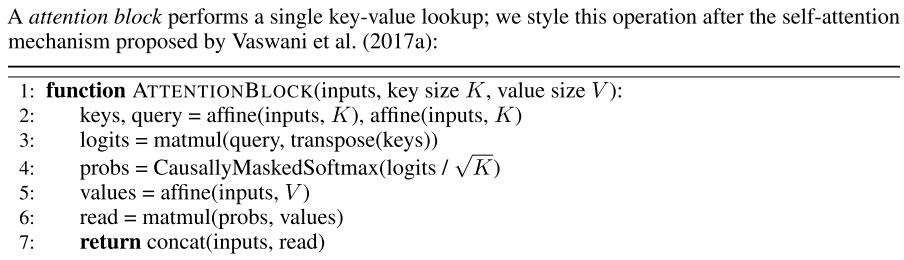 A attention block performs a single key-value lookup; we style this operation after the self-attention
mechanism proposed by Vaswani et al. (2017a):
1: function ATTENTIONBLOCK(inputs, key size K, value size V):
2: keys, query = affine(inputs, K), affine(inputs, K)
3: logits = matmul(query, transpose(keys))
4: probs = CausallyMaskedSoftmax(logits / √K)
5: values = affine(inputs, V)
6: read = matmul(probs, values)
7: return concat(inputs, read)